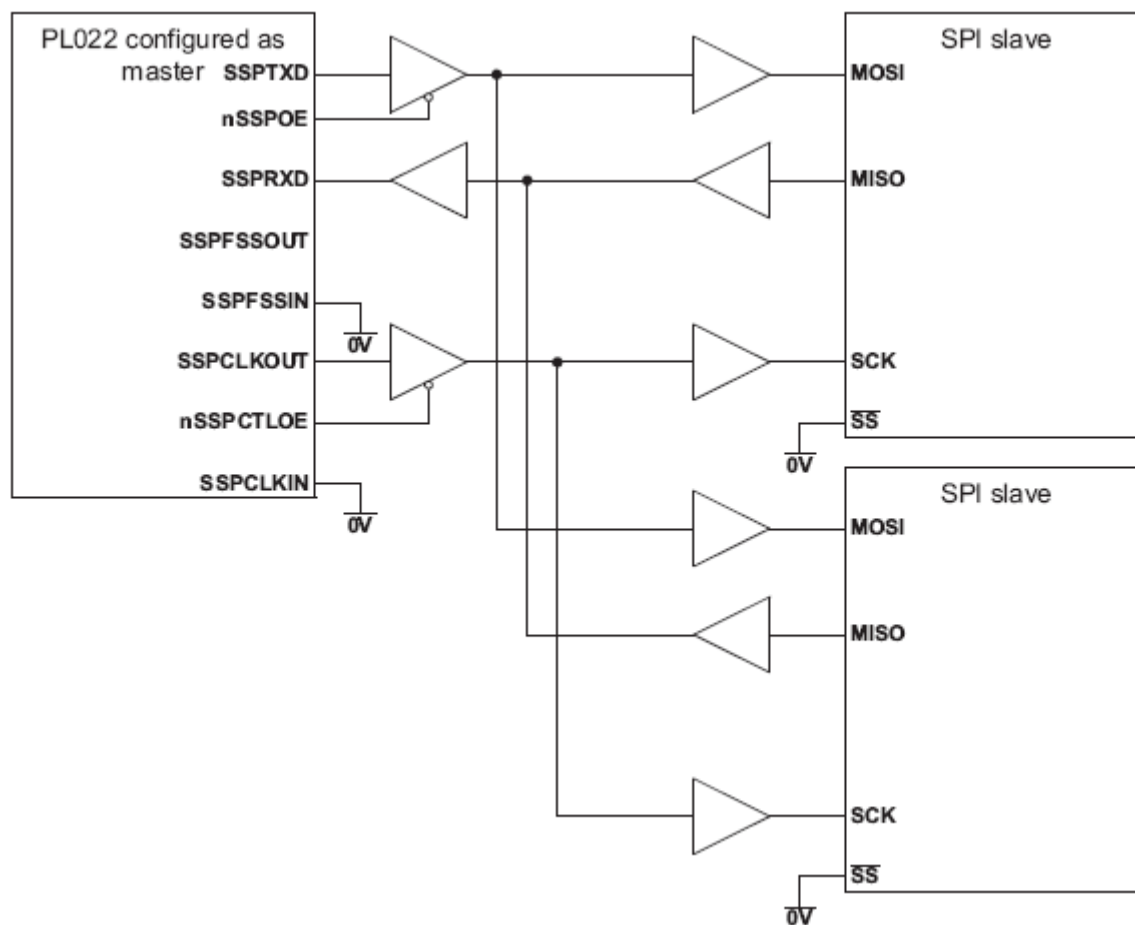 PL022 configured as
master
SSPTXD
nSSPOE
SSPRXD
SSPFSSOUT
SSPFSSIN
0V
SSPCLKOUT
nSSPCTLOE
SSPCLKIN
0V
SPI slave
MOSI
MISO
SCK
SS
0V
SPI slave
MOSI
MISO
SCK
SS
0V